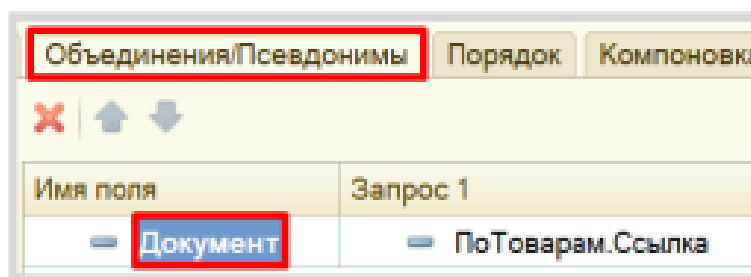 Объединения/Псевдонимы Порядок Компоновка
Имя поля Запрос 1
Документ ПоТоварам.Ссылка